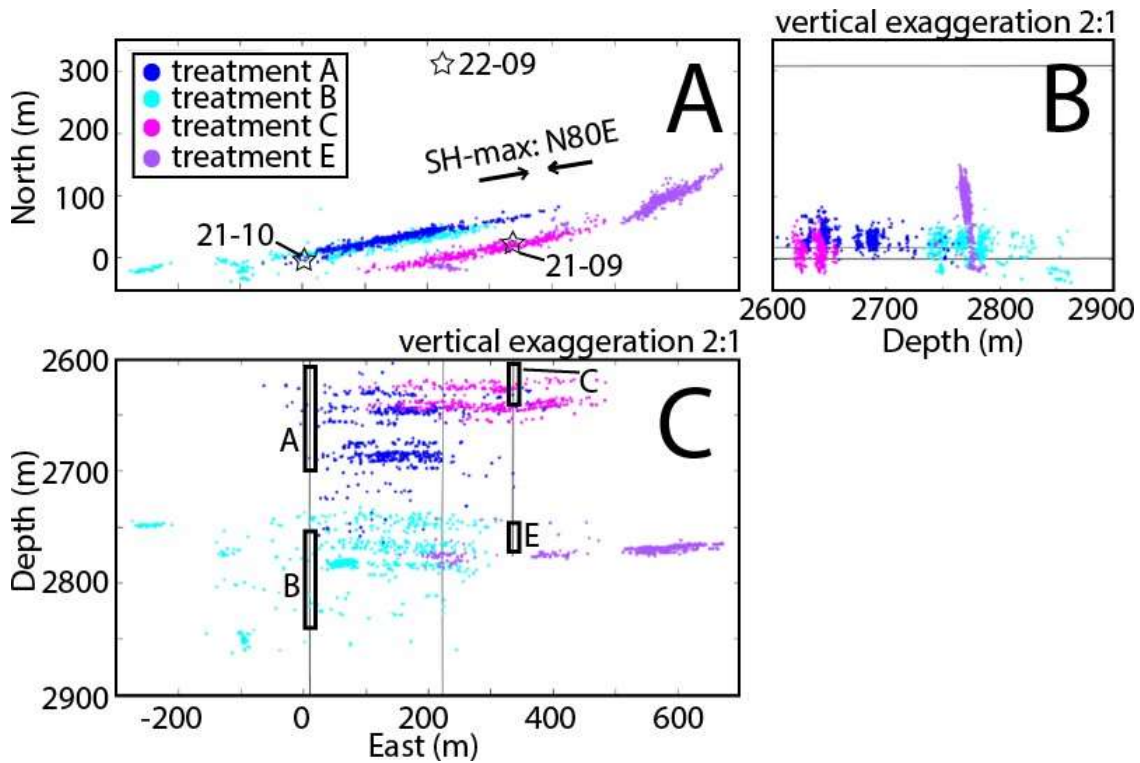 vertical exaggeration 2:1
treatment A
treatment B
treatment C
treatment E
22-09
SH-max: N80E
21-10
21-09
A
B
North (m)
300
200
100
0
2600 2700 2800 2900
Depth (m)
vertical exaggeration 2:1
C
A
B
C
E
Depth (m)
2600
2700
2800
2900
-200 0 200 400 600
East (m)